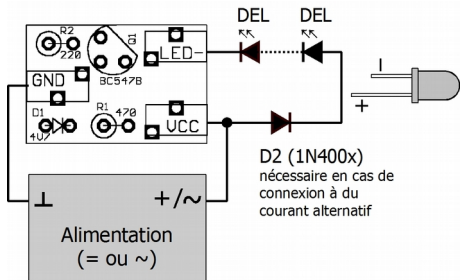 DEL DEL
R2
220
Q1
BC547B
LED-
GND
D1
4V7
R1
470
VCC
- +
D2 (1N400x)
nécessaire en cas de
connexion à du
courant alternatif
⊥ +/~
Alimentation
(= ou ~)